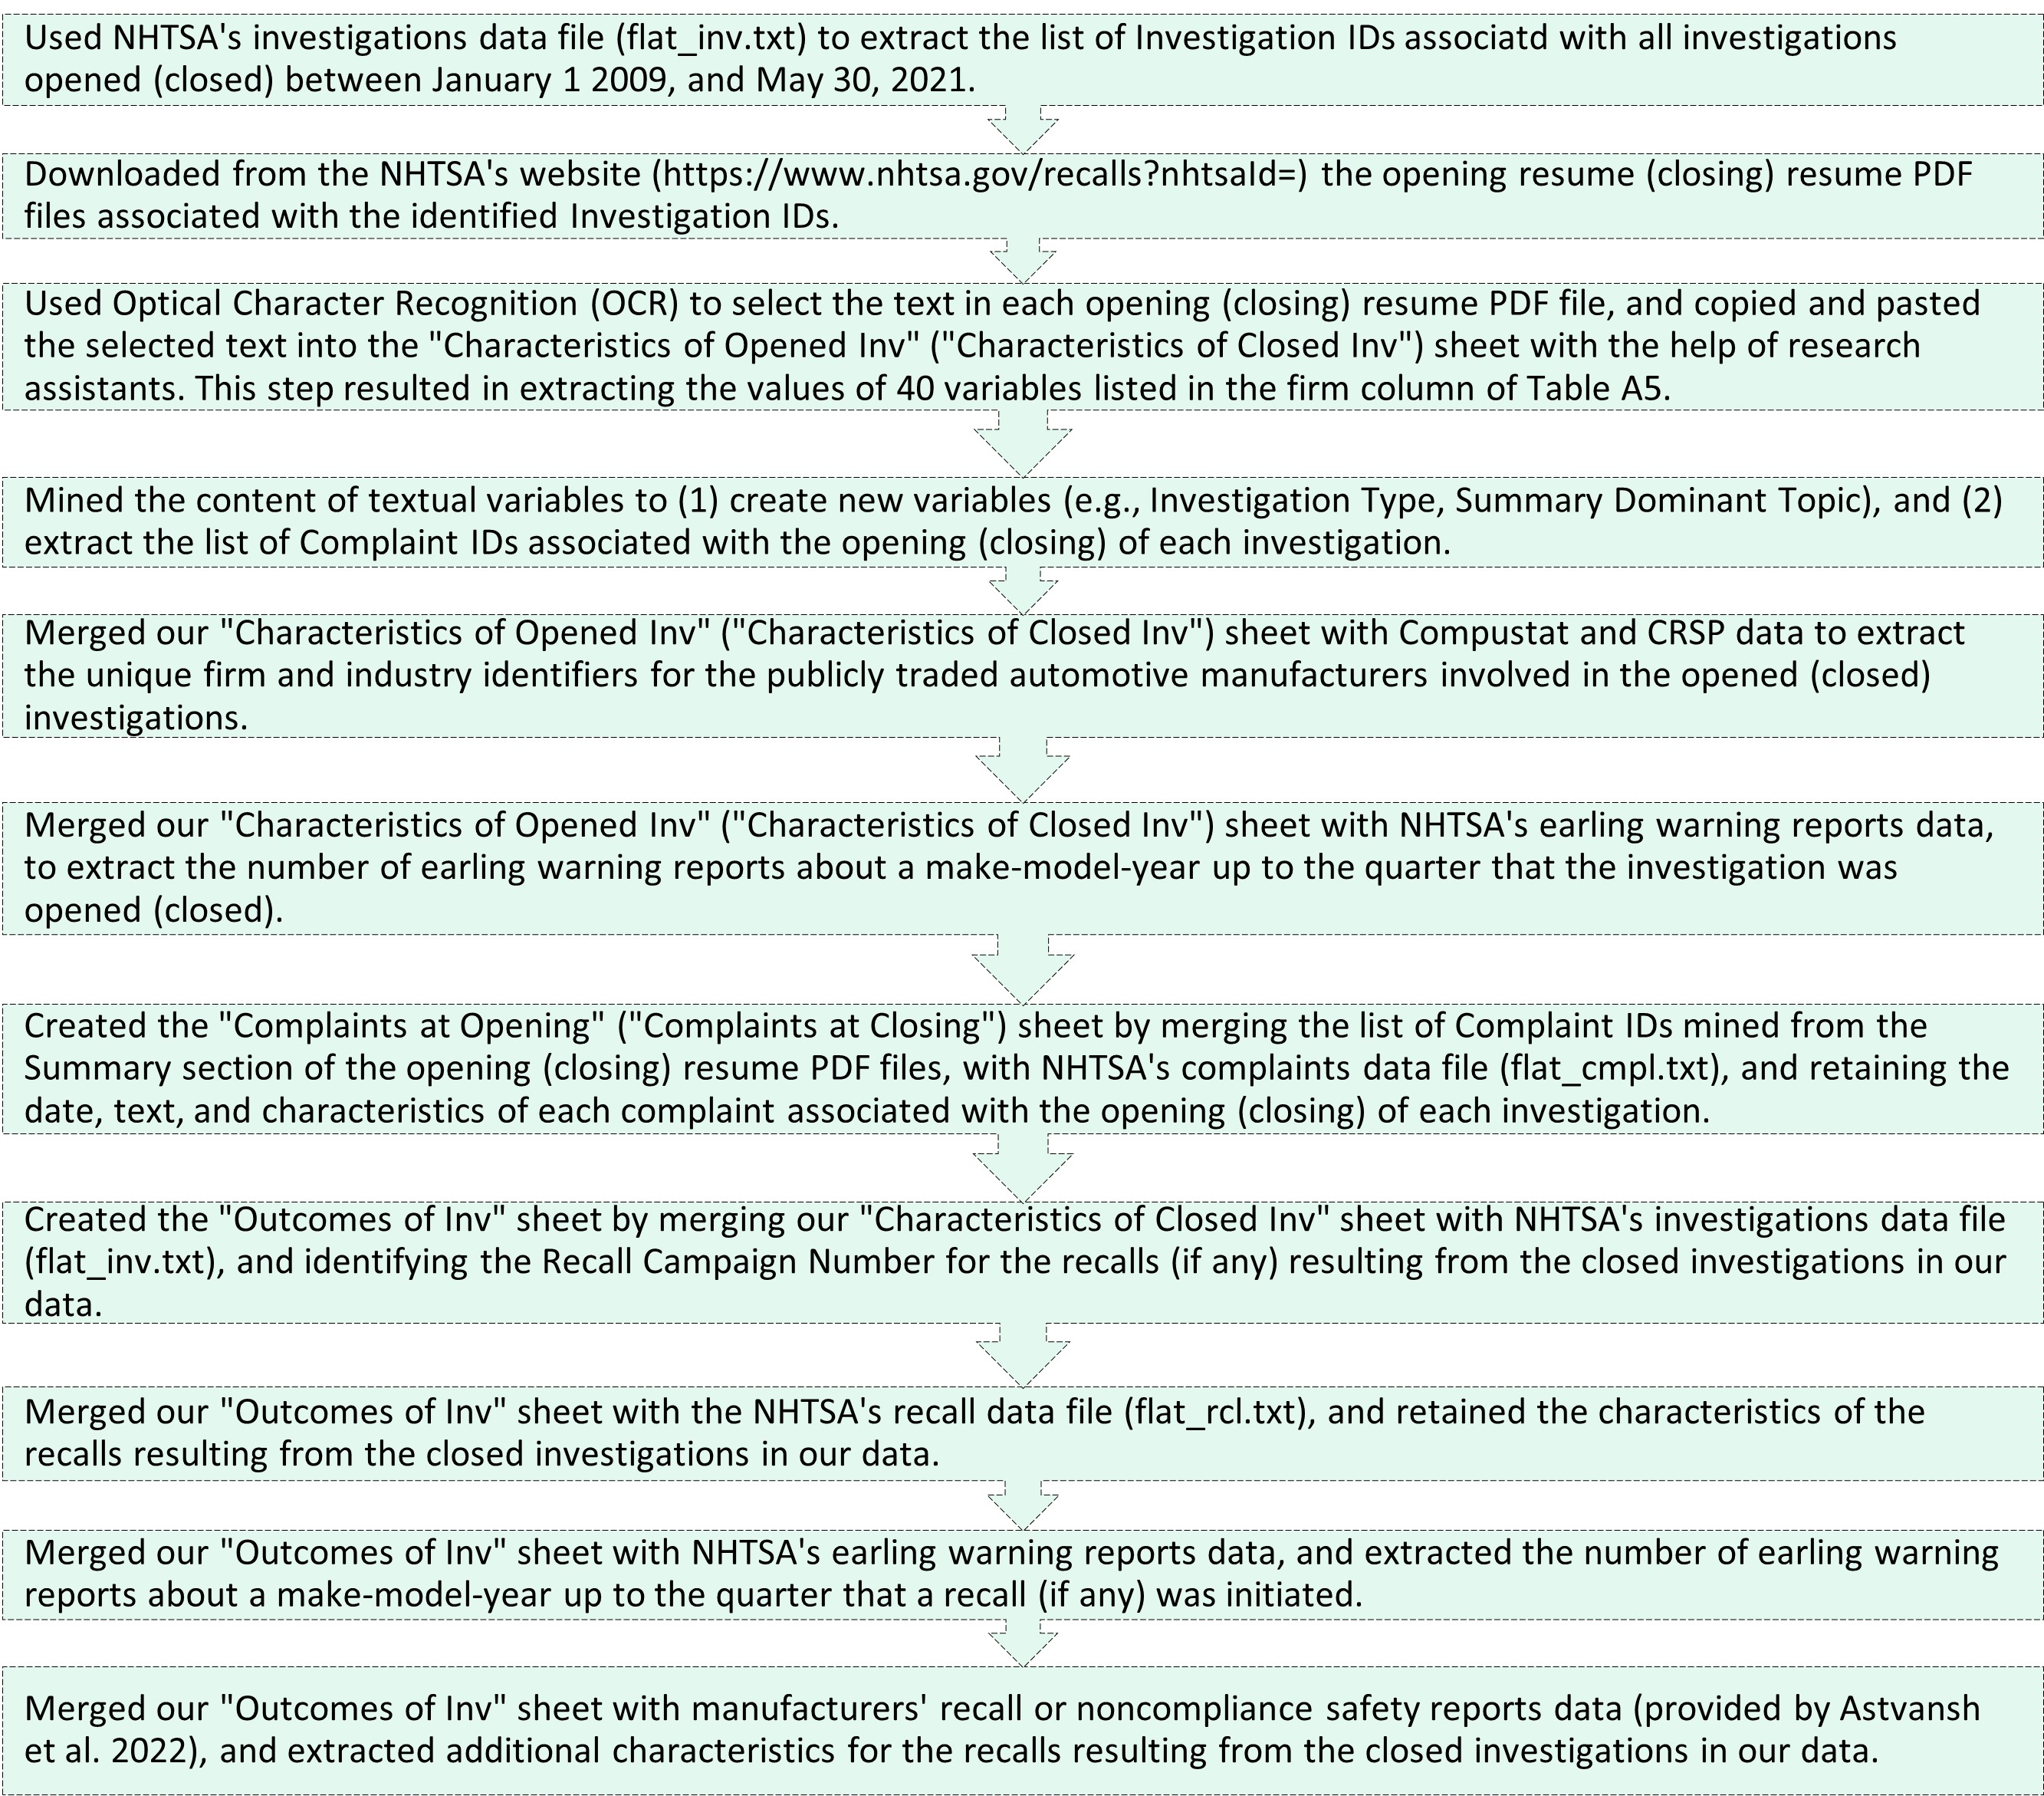 Used NHTSA's investigations data file (flat_inv.txt) to extract the list of Investigation IDs associatd with all investigations
opened (closed) between January 1 2009, and May 30, 2021.
Downloaded from the NHTSA's website (https://www.nhtsa.gov/recalls?nhtsaId=) the opening resume (closing) resume PDF
files associated with the identified Investigation IDs.
Used Optical Character Recognition (OCR) to select the text in each opening (closing) resume PDF file, and copied and pasted
the selected text into the "Characteristics of Opened Inv" ("Characteristics of Closed Inv") sheet with the help of research
assistants. This step resulted in extracting the values of 40 variables listed in the firm column of Table A5.
Mined the content of textual variables to (1) create new variables (e.g., Investigation Type, Summary Dominant Topic), and (2)
extract the list of Complaint IDs associated with the opening (closing) of each investigation.
Merged our "Characteristics of Opened Inv" ("Characteristics of Closed Inv") sheet with Compustat and CRSP data to extract
the unique firm and industry identifiers for the publicly traded automotive manufacturers involved in the opened (closed)
investigations.
Merged our "Characteristics of Opened Inv" ("Characteristics of Closed Inv") sheet with NHTSA's earling warning reports data,
to extract the number of earling warning reports about a make-model-year up to the quarter that the investigation was
opened (closed).
Created the "Complaints at Opening" ("Complaints at Closing") sheet by merging the list of Complaint IDs mined from the
Summary section of the opening (closing) resume PDF files, with NHTSA's complaints data file (flat_cmpl.txt), and retaining the
date, text, and characteristics of each complaint associated with the opening (closing) of each investigation.
Created the "Outcomes of Inv" sheet by merging our "Characteristics of Closed Inv" sheet with NHTSA's investigations data file
(flat_inv.txt), and identifying the Recall Campaign Number for the recalls (if any) resulting from the closed investigations in our
data.
Merged our "Outcomes of Inv" sheet with the NHTSA's recall data file (flat_rcl.txt), and retained the characteristics of the
recalls resulting from the closed investigations in our data.
Merged our "Outcomes of Inv" sheet with NHTSA's earling warning reports data, and extracted the number of earling warning
reports about a make-model-year up to the quarter that a recall (if any) was initiated.
Merged our "Outcomes of Inv" sheet with manufacturers' recall or noncompliance safety reports data (provided by Astvansh
et al. 2022), and extracted additional characteristics for the recalls resulting from the closed investigations in our data.